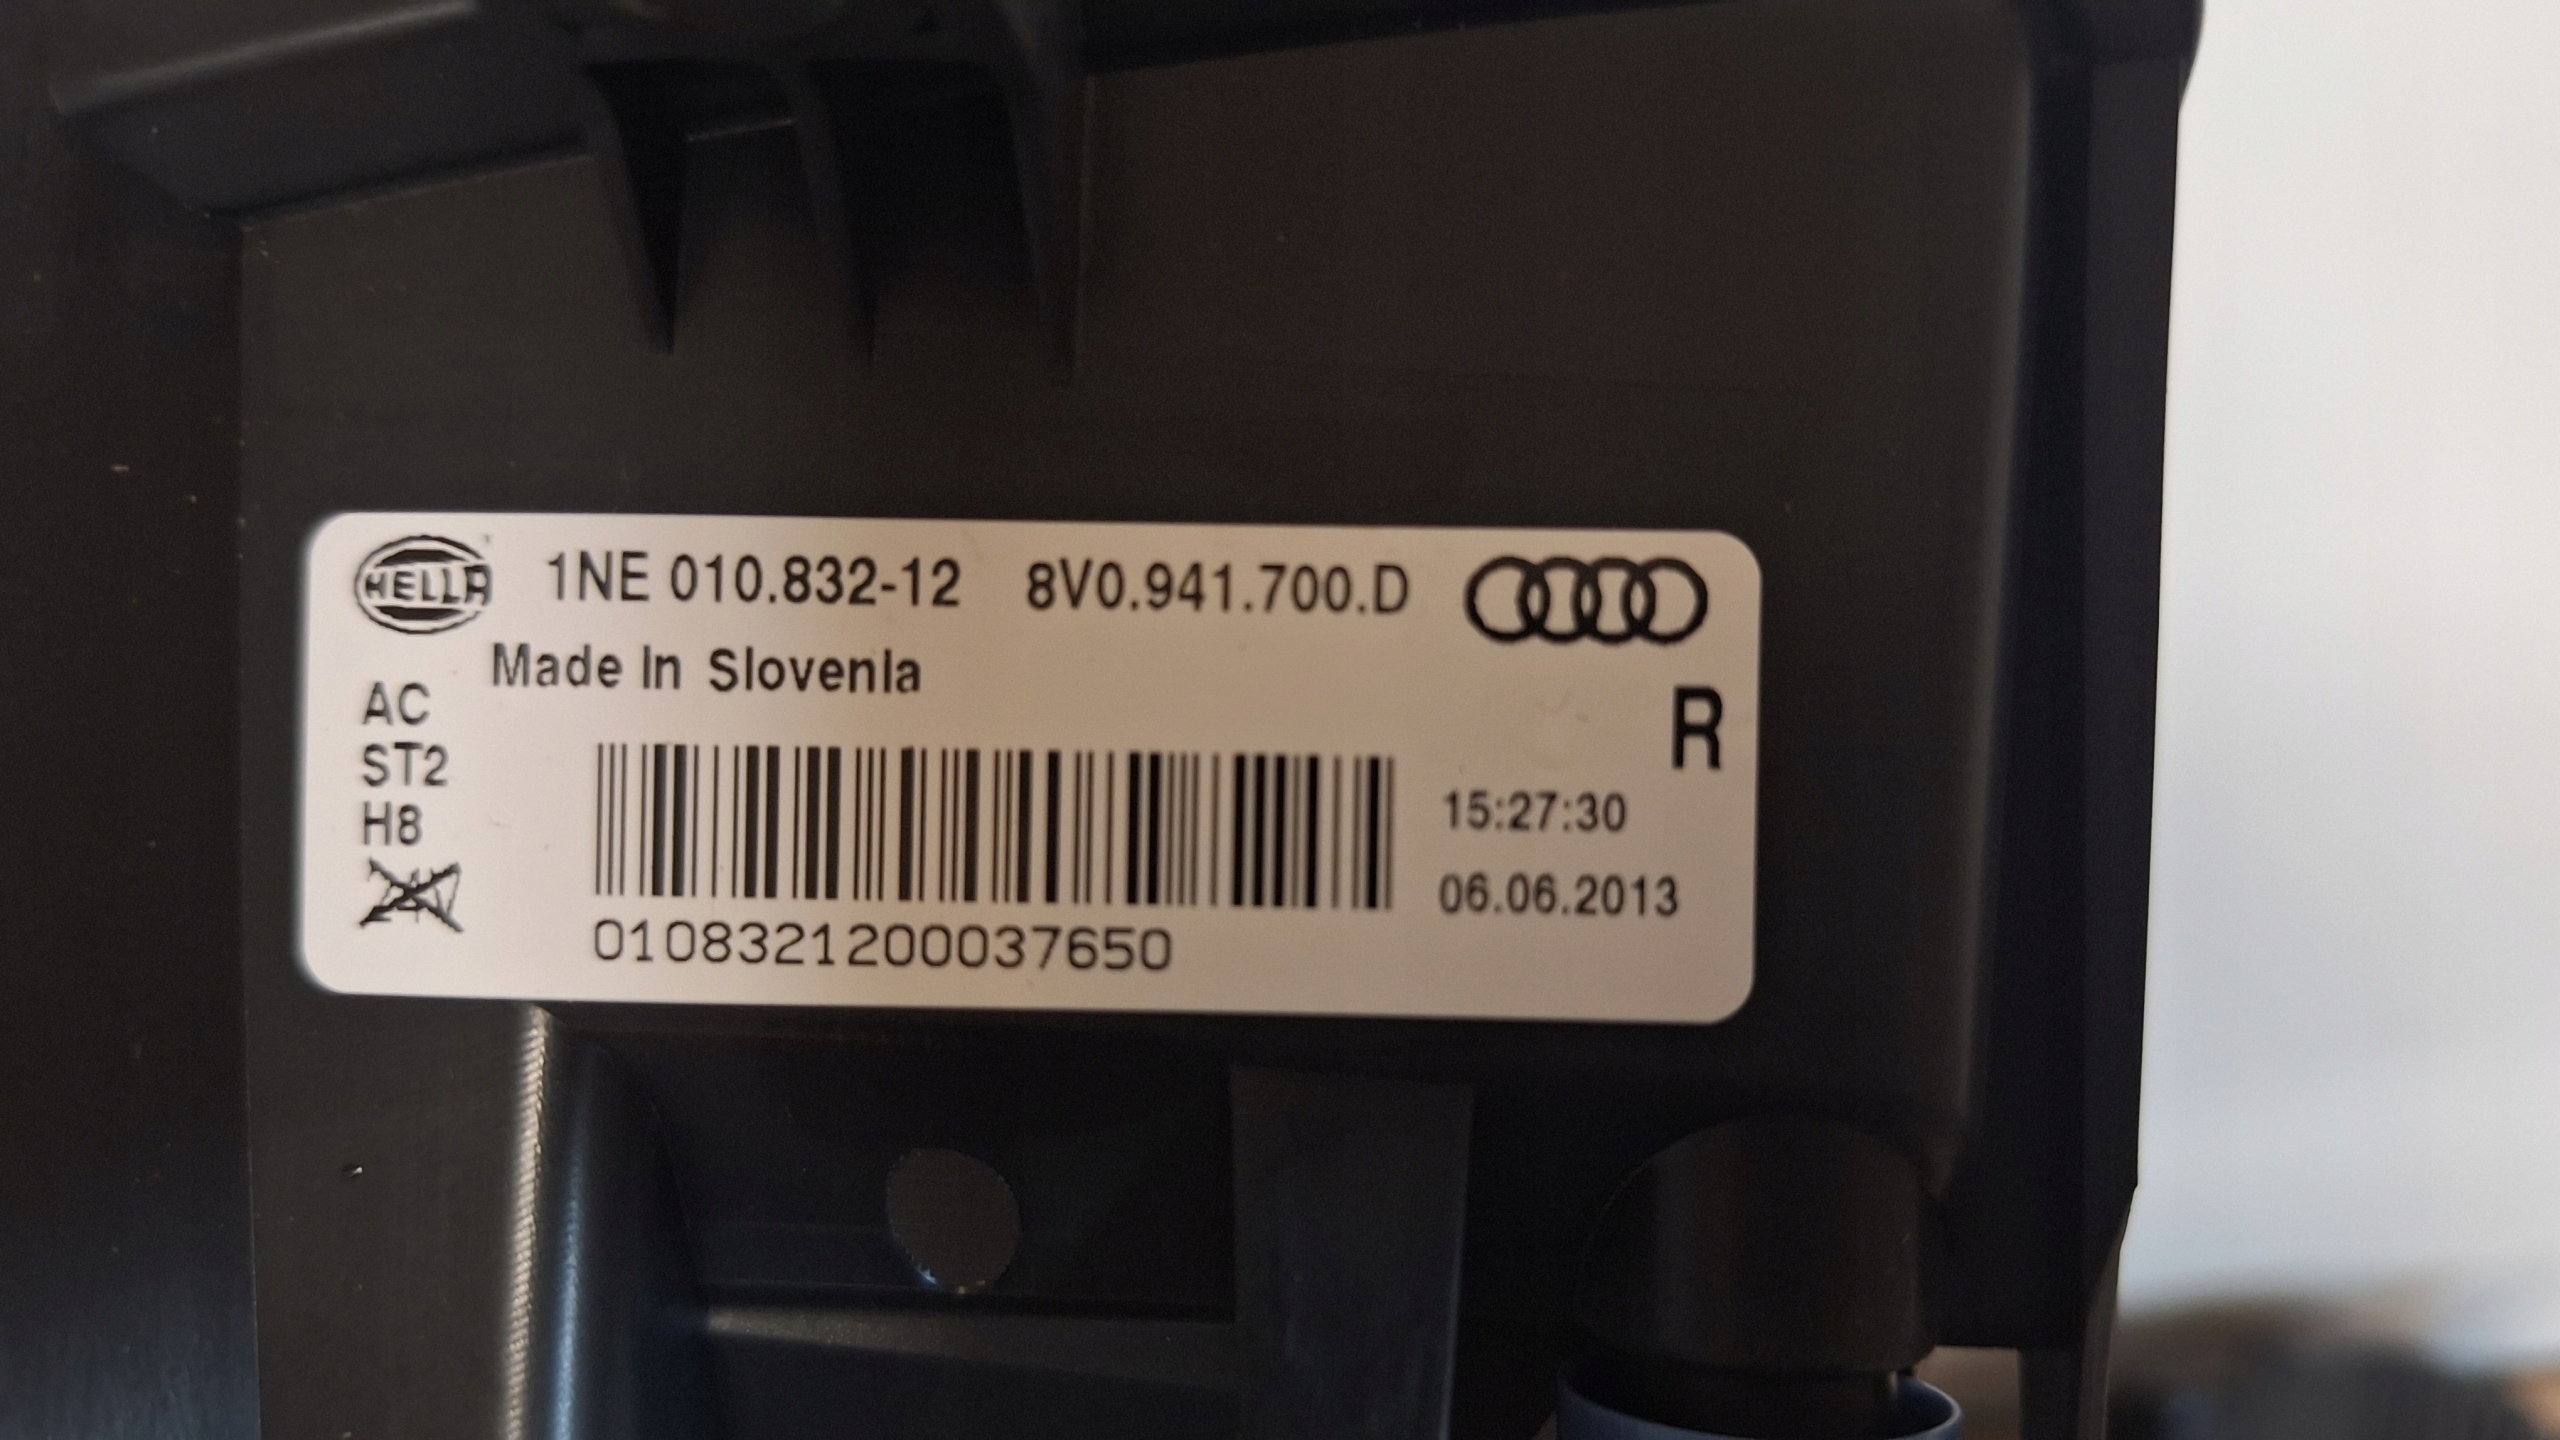 HELLA 1NE 010.832-12 8V0.941.700.D
Made In Slovenia
AC
ST2
H8
R
15:27:30
06.06.2013
0108321200037650